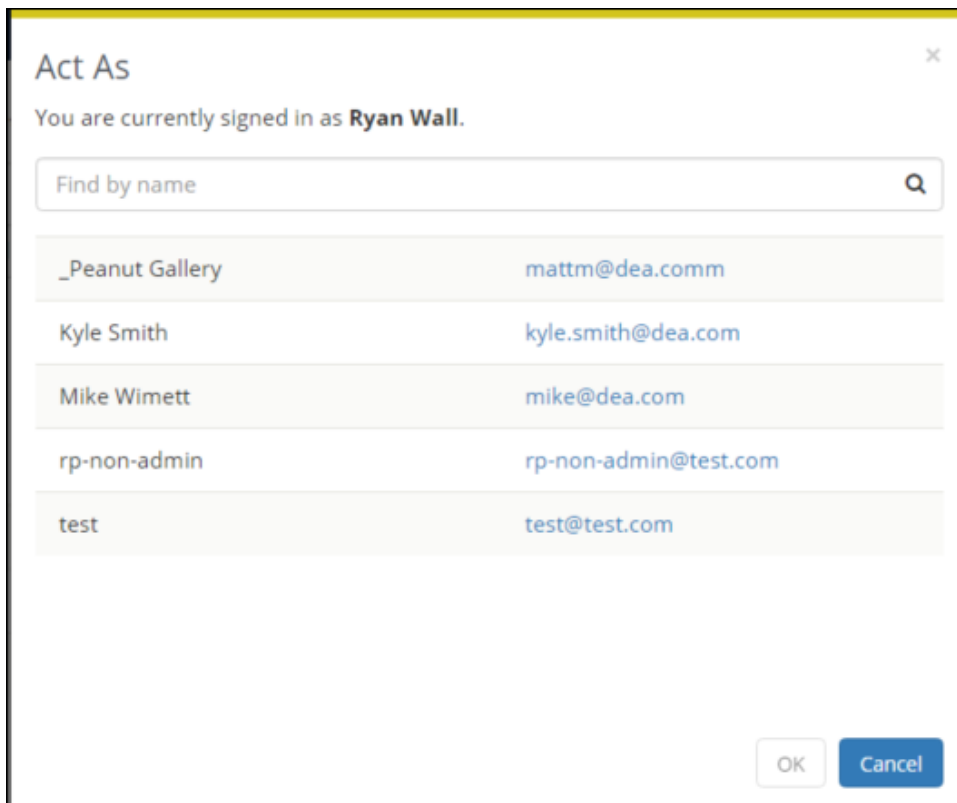 Act As
×
You are currently signed in as Ryan Wall.
Find by name
_Peanut Gallery mattm@dea.comm
Kyle Smith kyle.smith@dea.com
Mike Wimett mike@dea.com
rp-non-admin rp-non-admin@test.com
test test@test.com
OK Cancel